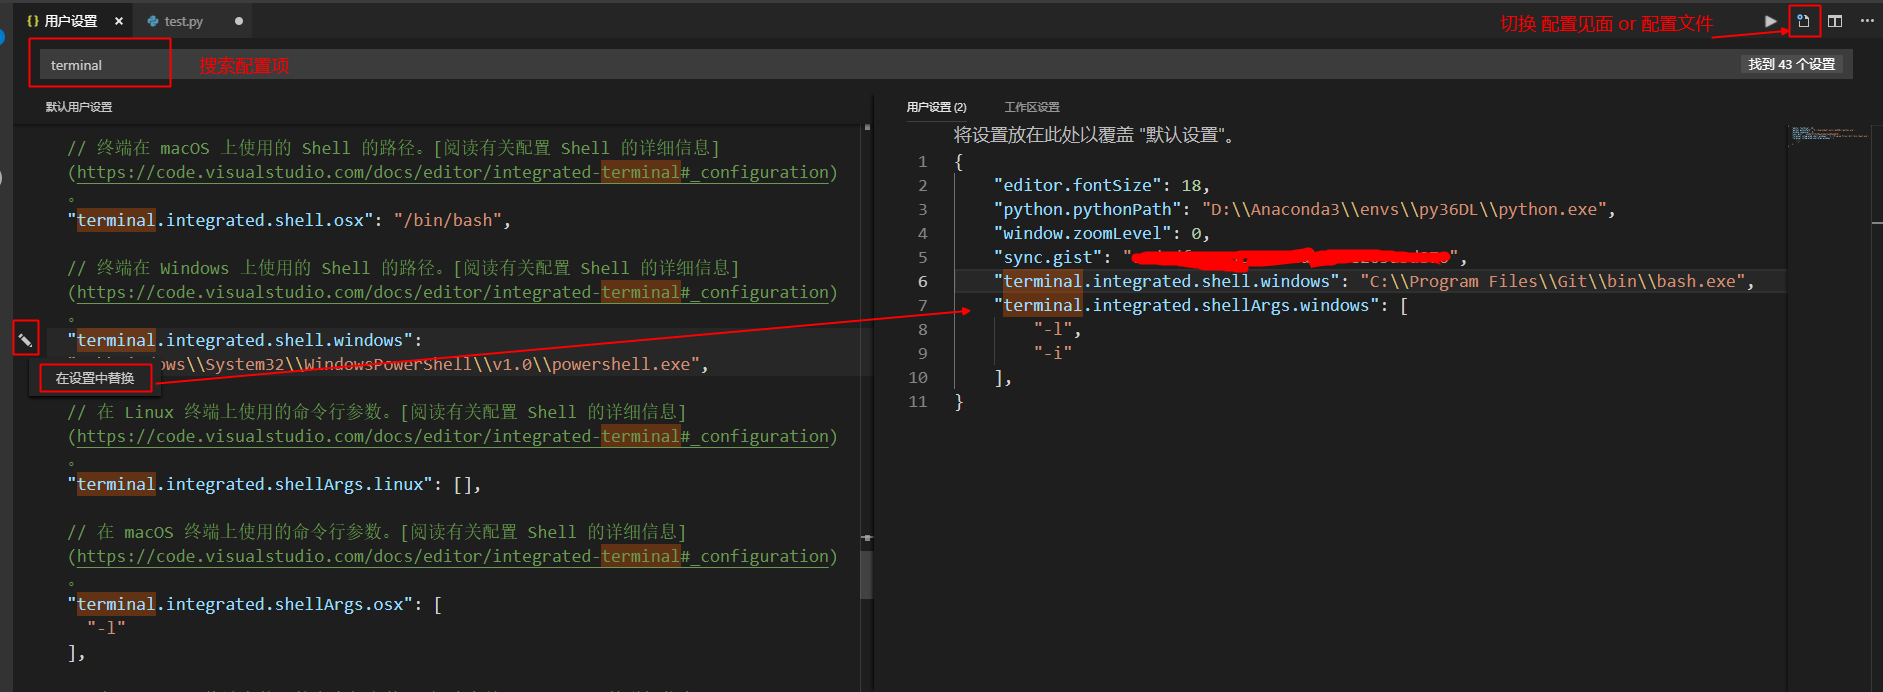 {} 用户设置 ×
test.py
切换 配置见面 or 配置文件
terminal
搜索配置项
找到 43 个设置
默认用户设置
// 终端在 macOS 上使用的 Shell 的路径。[阅读有关配置 Shell 的详细信息]
(https://code.visualstudio.com/docs/editor/integrated-terminal#_configuration)
。
"terminal.integrated.shell.osx": "/bin/bash",
// 终端在 Windows 上使用的 Shell 的路径。[阅读有关配置 Shell 的详细信息]
(https://code.visualstudio.com/docs/editor/integrated-terminal#_configuration)
。
"terminal.integrated.shell.windows":
ows\\System32\\WindowsPowerShell\\v1.0\\powershell.exe",
在设置中替换
// 在 Linux 终端上使用的命令行参数。[阅读有关配置 Shell 的详细信息]
(https://code.visualstudio.com/docs/editor/integrated-terminal#_configuration)
。
"terminal.integrated.shellArgs.linux": [],
// 在 macOS 终端上使用的命令行参数。[阅读有关配置 Shell 的详细信息]
(https://code.visualstudio.com/docs/editor/integrated-terminal#_configuration)
。
"terminal.integrated.shellArgs.osx": [
"-l"
],
用户设置 (2) 工作区设置
将设置放在此处以覆盖 "默认设置"。
1 {
2 "editor.fontSize": 18,
3 "python.pythonPath": "D:\\Anaconda3\\envs\\py36DL\\python.exe",
4 "window.zoomLevel": 0,
5 "sync.gist": "",
6 "terminal.integrated.shell.windows": "C:\\Program Files\\Git\\bin\\bash.exe",
7 "terminal.integrated.shellArgs.windows": [
8 "-l",
9 "-i"
10 ],
11 }